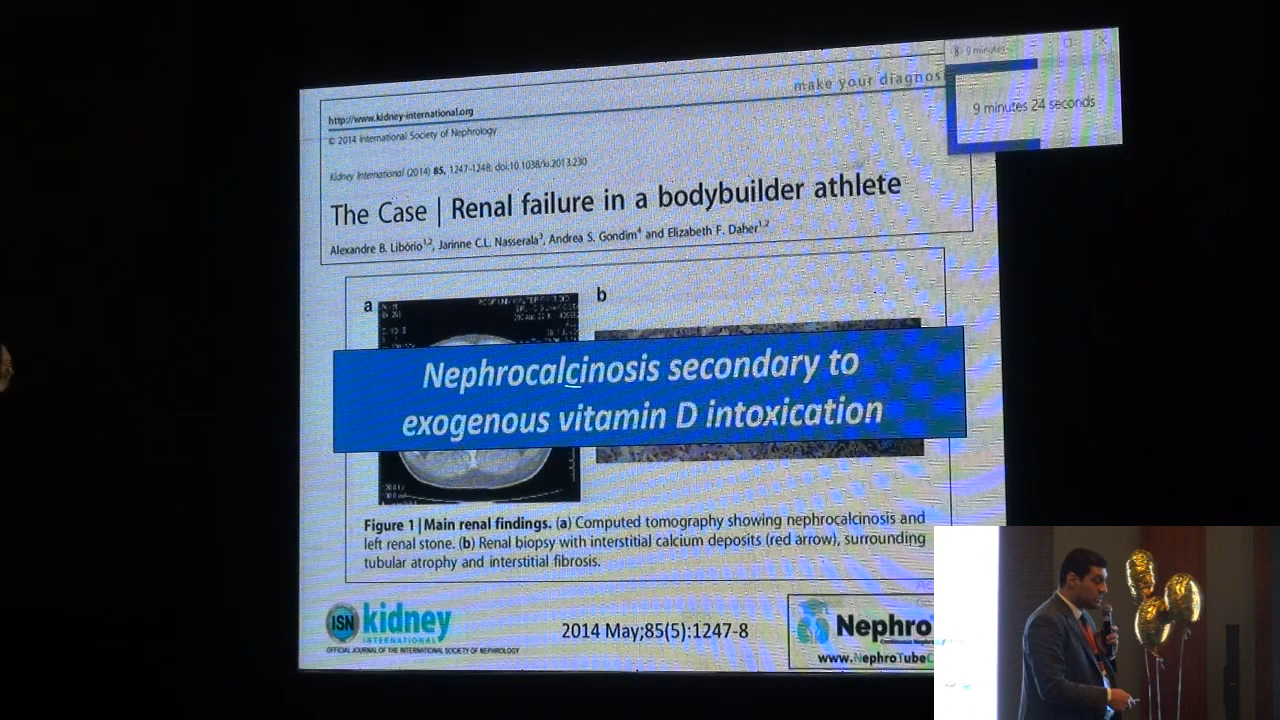 8 9 minutes
9 minutes 24 seconds
make your diagnos
http://www.kidney-international.org
© 2014 International Society of Nephrology
Kidney International (2014) 85, 1247–1248; doi:10.1038/ki.2013.230
The Case | Renal failure in a bodybuilder athlete
Alexandre B. Libório1,2, Jarinne C.L. Nasserala3, Andrea S. Gondim4 and Elizabeth F. Daher1,2
a
b
Nephrocalcinosis secondary to
exogenous vitamin D intoxication
Figure 1 | Main renal findings. (a) Computed tomography showing nephrocalcinosis and
left renal stone. (b) Renal biopsy with interstitial calcium deposits (red arrow), surrounding
tubular atrophy and interstitial fibrosis.
ISN kidney
INTERNATIONAL
OFFICIAL JOURNAL OF THE INTERNATIONAL SOCIETY OF NEPHROLOGY
2014 May;85(5):1247-8
Nephro
www.NephroTube